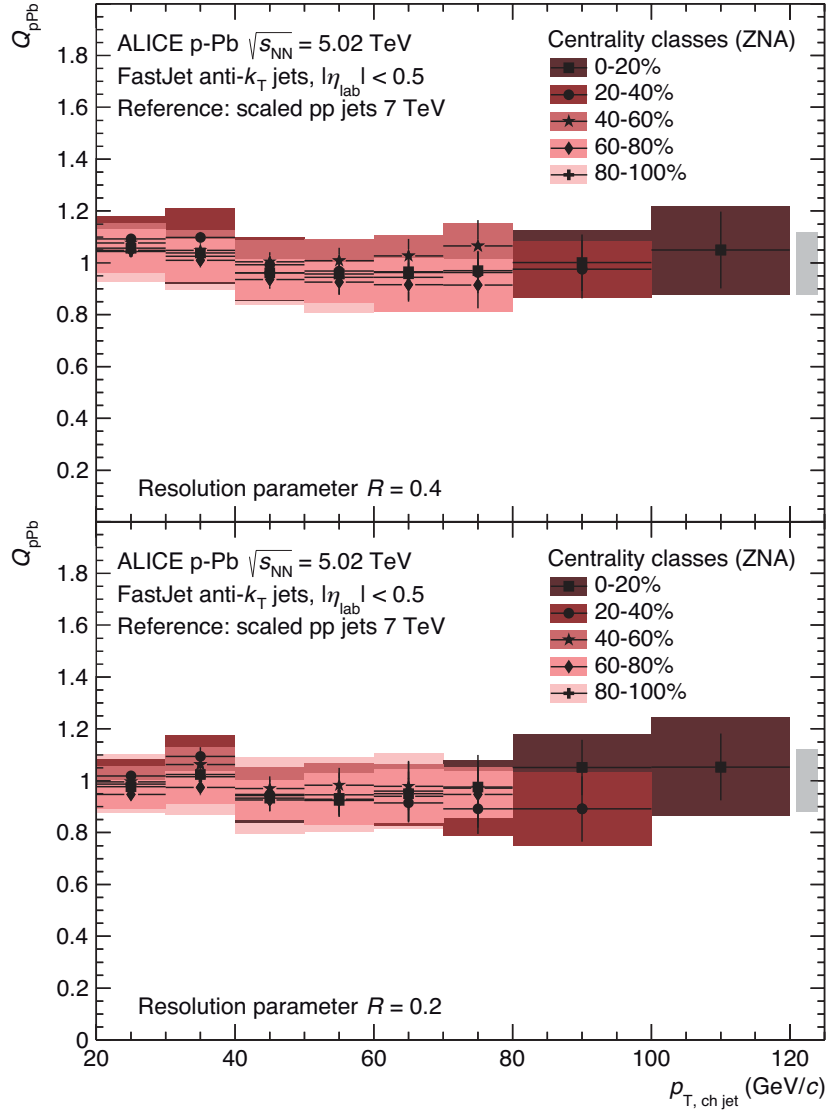 Q_pPb
2
1.8
1.6
1.4
1.2
1
0.8
0.6
0.4
0.2
ALICE p-Pb √s_NN = 5.02 TeV
FastJet anti-k_T jets, |η_lab| < 0.5
Reference: scaled pp jets 7 TeV
Centrality classes (ZNA)
0-20%
20-40%
40-60%
60-80%
80-100%
Resolution parameter R = 0.4
Q_pPb
1.8
1.6
1.4
1.2
1
0.8
0.6
0.4
0.2
0
ALICE p-Pb √s_NN = 5.02 TeV
FastJet anti-k_T jets, |η_lab| < 0.5
Reference: scaled pp jets 7 TeV
Centrality classes (ZNA)
0-20%
20-40%
40-60%
60-80%
80-100%
Resolution parameter R = 0.2
20 40 60 80 100 120
p_T, ch jet (GeV/c)